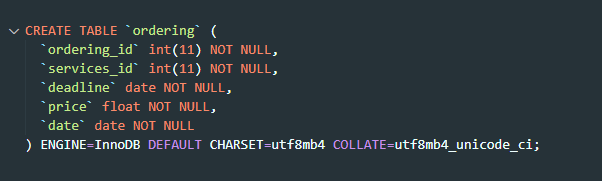 CREATE TABLE `ordering` (
`ordering_id` int(11) NOT NULL,
`services_id` int(11) NOT NULL,
`deadline` date NOT NULL,
`price` float NOT NULL,
`date` date NOT NULL
) ENGINE=InnoDB DEFAULT CHARSET=utf8mb4 COLLATE=utf8mb4_unicode_ci;